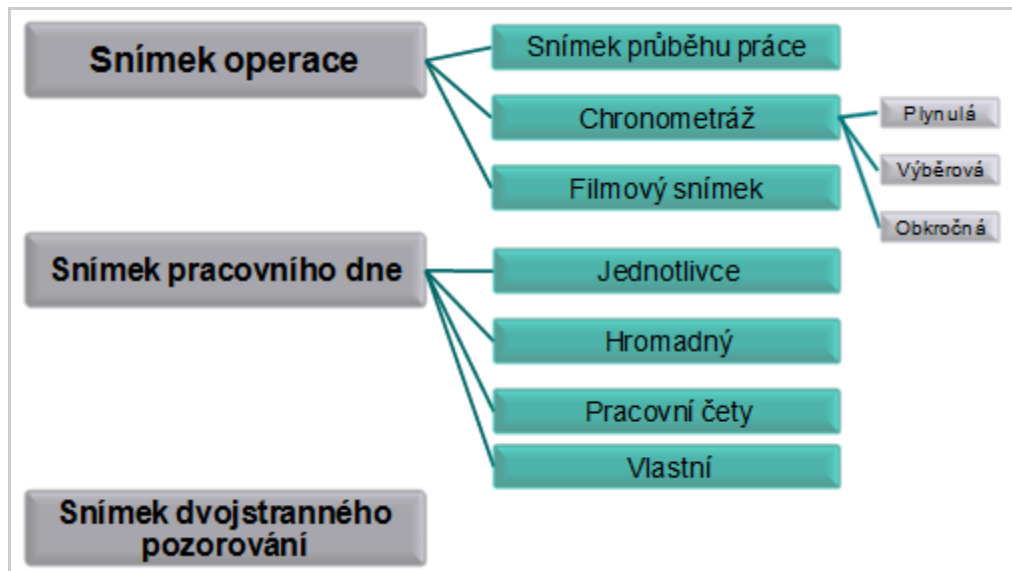 Snímek operace
Snímek průběhu práce
Chronometráž
Plynulá
Výběrová
Obkročná
Filmový snímek
Snímek pracovního dne
Jednotlivce
Hromadný
Pracovní čety
Vlastní
Snímek dvojstranného
pozorování